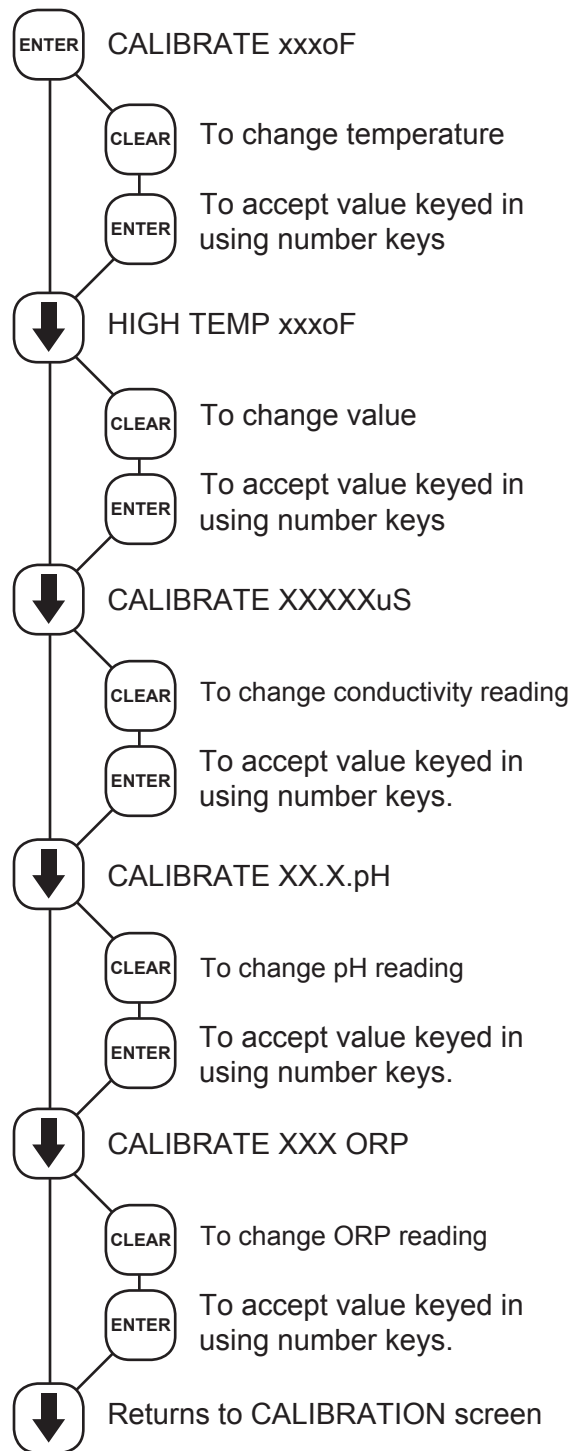 ENTER CALIBRATE xxxoF
CLEAR To change temperature
To accept value keyed in
ENTER using number keys
HIGH TEMP xxxoF
CLEAR To change value
To accept value keyed in
ENTER using number keys
CALIBRATE XXXXXuS
CLEAR To change conductivity reading
To accept value keyed in
ENTER using number keys.
CALIBRATE XX.X.pH
CLEAR To change pH reading
To accept value keyed in
ENTER using number keys.
CALIBRATE XXX ORP
CLEAR To change ORP reading
To accept value keyed in
ENTER using number keys.
Returns to CALIBRATION screen